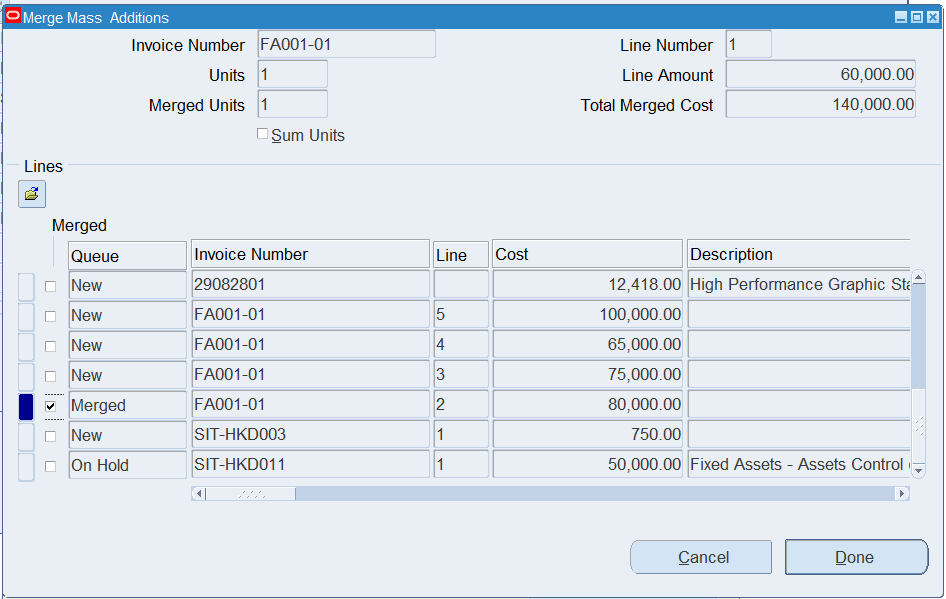 Merge Mass Additions
Invoice Number FA001-01 Line Number 1
Units 1 Line Amount 60,000.00
Merged Units 1 Total Merged Cost 140,000.00
Sum Units
Lines
Merged
Queue Invoice Number Line Cost Description
New 29082801 12,418.00 High Performance Graphic Sta
New FA001-01 5 100,000.00
New FA001-01 4 65,000.00
New FA001-01 3 75,000.00
Merged FA001-01 2 80,000.00
New SIT-HKD003 1 750.00
On Hold SIT-HKD011 1 50,000.00 Fixed Assets - Assets Control
Cancel Done